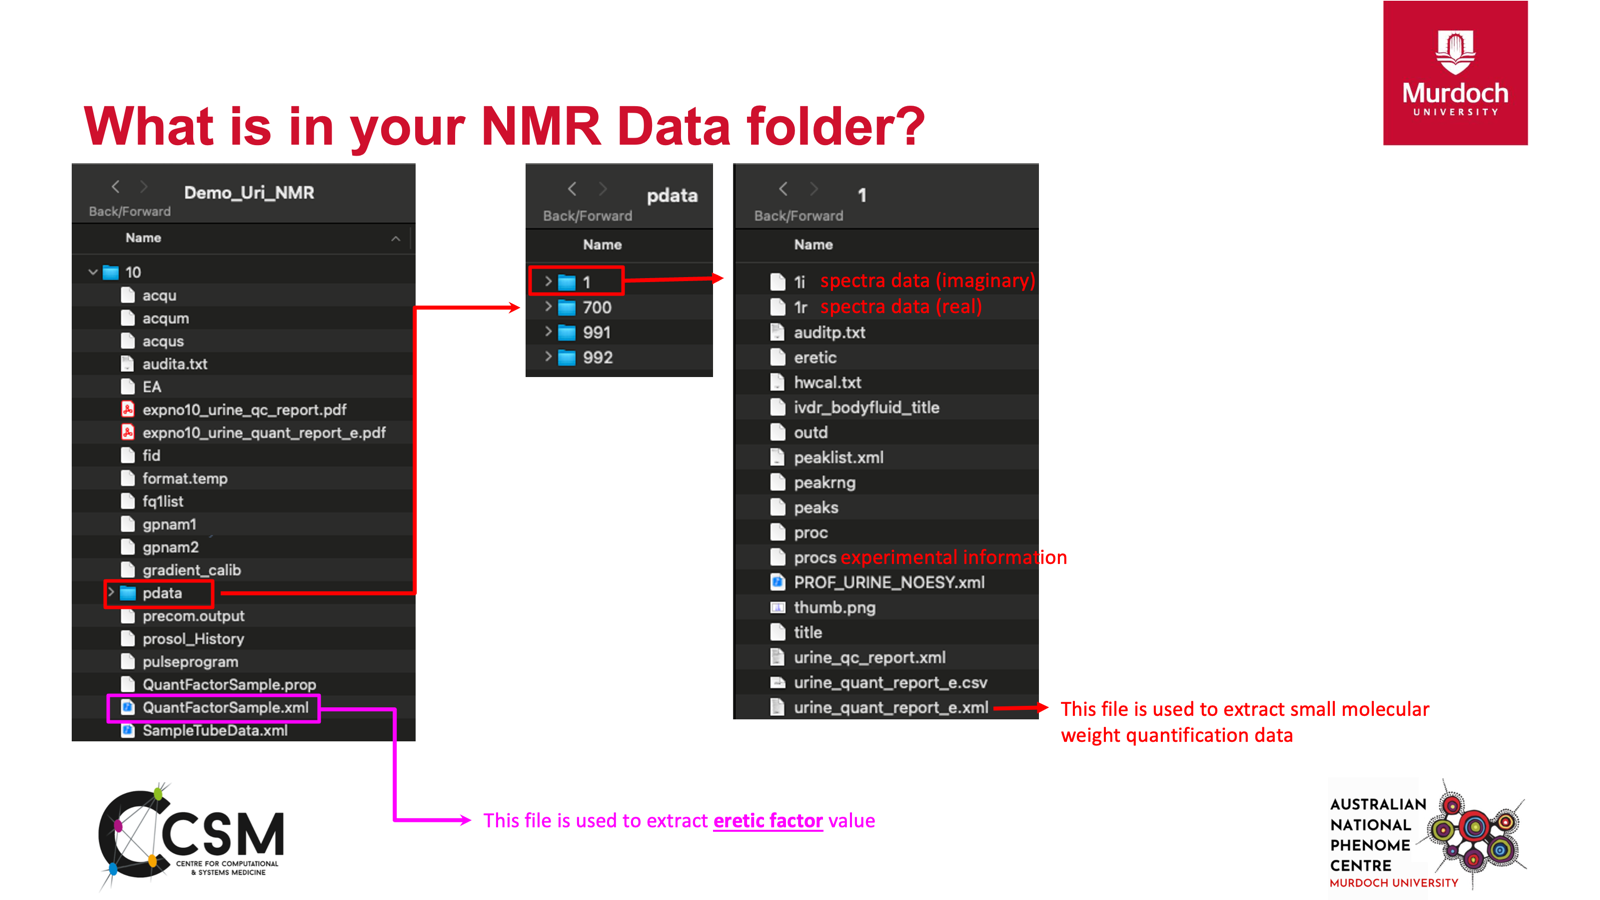 Murdoch
UNIVERSITY
What is in your NMR Data folder?
Demo_Uri_NMR
Back/Forward
Name
10
acqu
acqum
acqus
audita.txt
EA
expno10_urine_qc_report.pdf
expno10_urine_quant_report_e.pdf
fid
format.temp
fq1list
gpnam1
gpnam2
gradient_calib
pdata
precom.output
prosol_History
pulseprogram
QuantFactorSample.prop
QuantFactorSample.xml
SampleTubeData.xml
pdata
Back/Forward
Name
1
700
991
992
1
Back/Forward
Name
1i spectra data (imaginary)
1r spectra data (real)
auditp.txt
eretic
hwcal.txt
ivdr_bodyfluid_title
outd
peaklist.xml
peakrng
peaks
proc
procs experimental information
PROF_URINE_NOESY.xml
thumb.png
title
urine_qc_report.xml
urine_quant_report_e.csv
urine_quant_report_e.xml
This file is used to extract small molecular
weight quantification data
This file is used to extract eretic factor value
CCSM
CENTRE FOR COMPUTATIONAL
& SYSTEMS MEDICINE
AUSTRALIAN
NATIONAL
PHENOME
CENTRE
MURDOCH UNIVERSITY